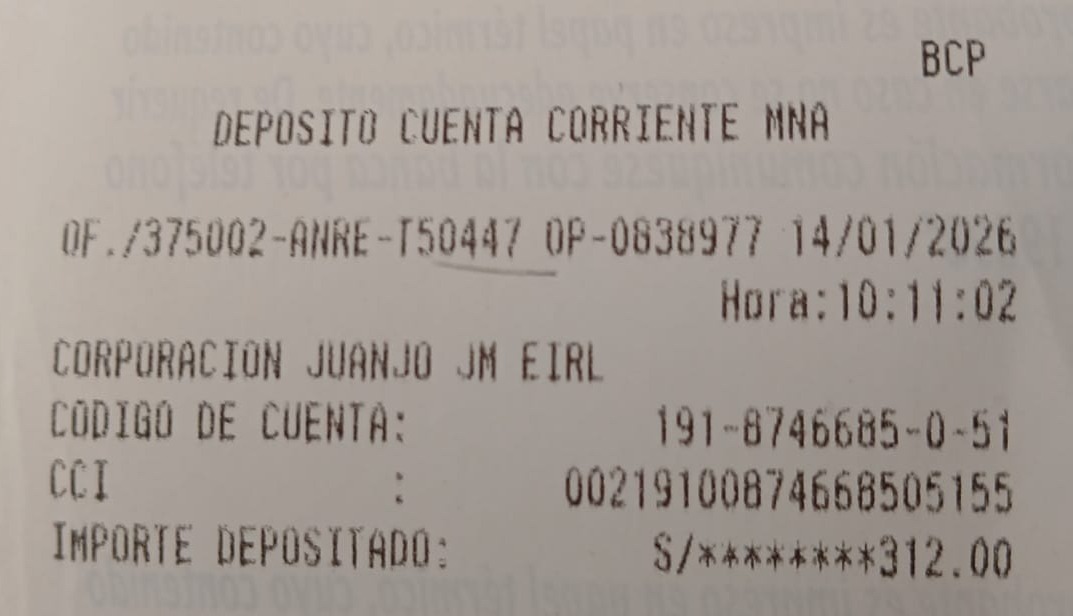 BCP
DEPOSITO CUENTA CORRIENTE MNA
OF./375002-ANRE-T50447 OP-0838977 14/01/2026
Hora:10:11:02
CORPORACION JUANJO JM EIRL
CODIGO DE CUENTA: 191-8746685-0-51
CCI : 00219100874668505155
IMPORTE DEPOSITADO: S/********312.00